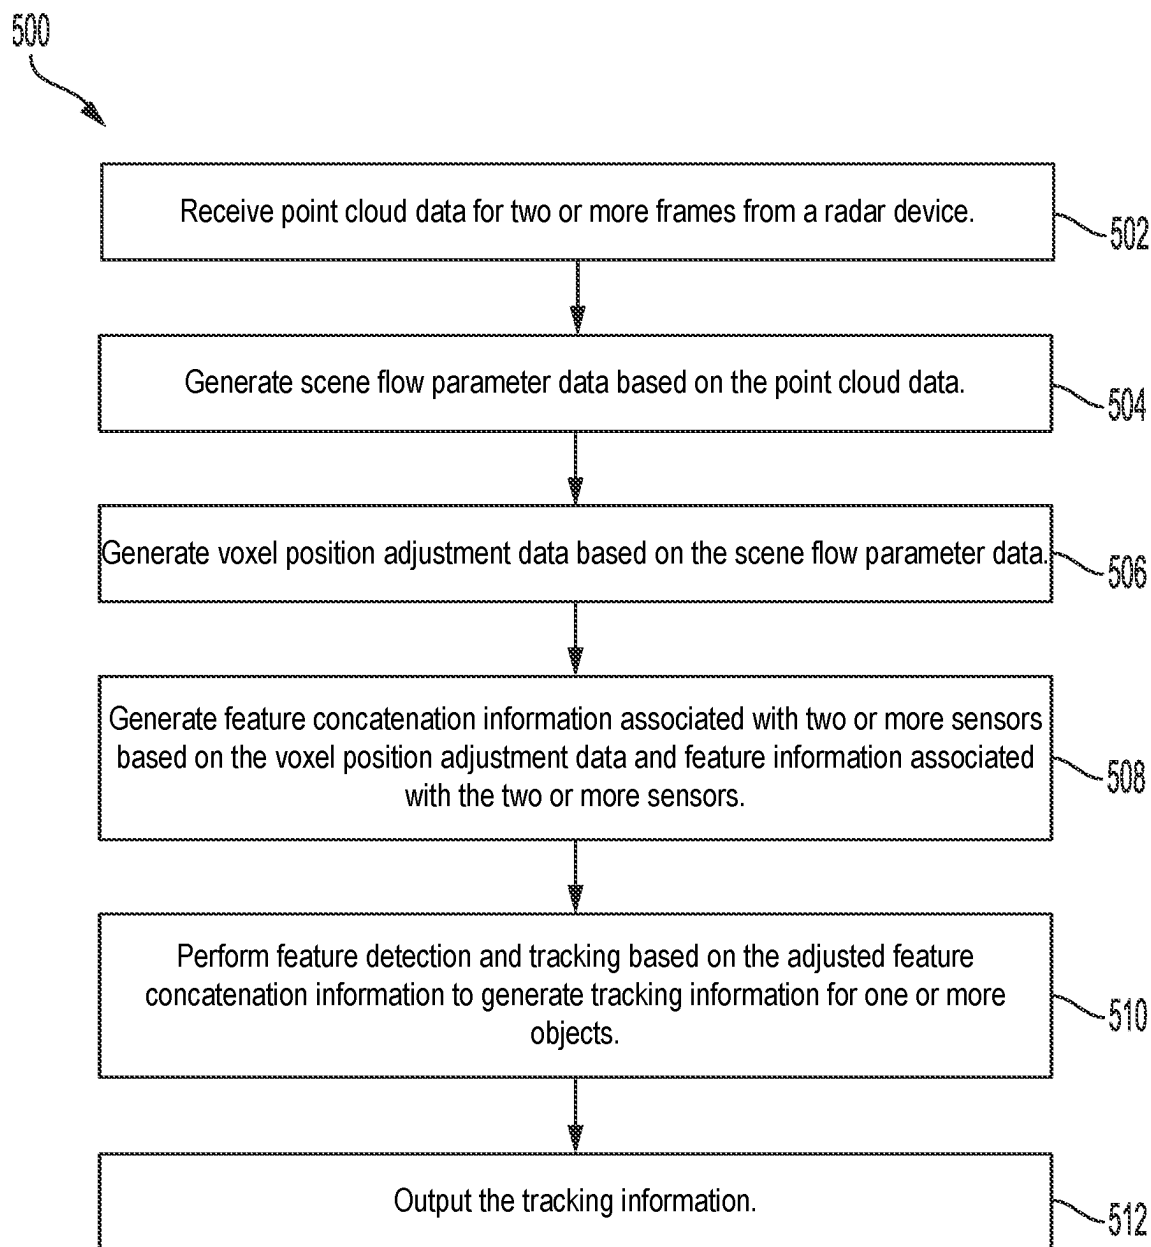 500
Receive point cloud data for two or more frames from a radar device.
502
Generate scene flow parameter data based on the point cloud data.
504
Generate voxel position adjustment data based on the scene flow parameter data.
506
Generate feature concatenation information associated with two or more sensors
based on the voxel position adjustment data and feature information associated
with the two or more sensors.
508
Perform feature detection and tracking based on the adjusted feature
concatenation information to generate tracking information for one or more
objects.
510
Output the tracking information.
512